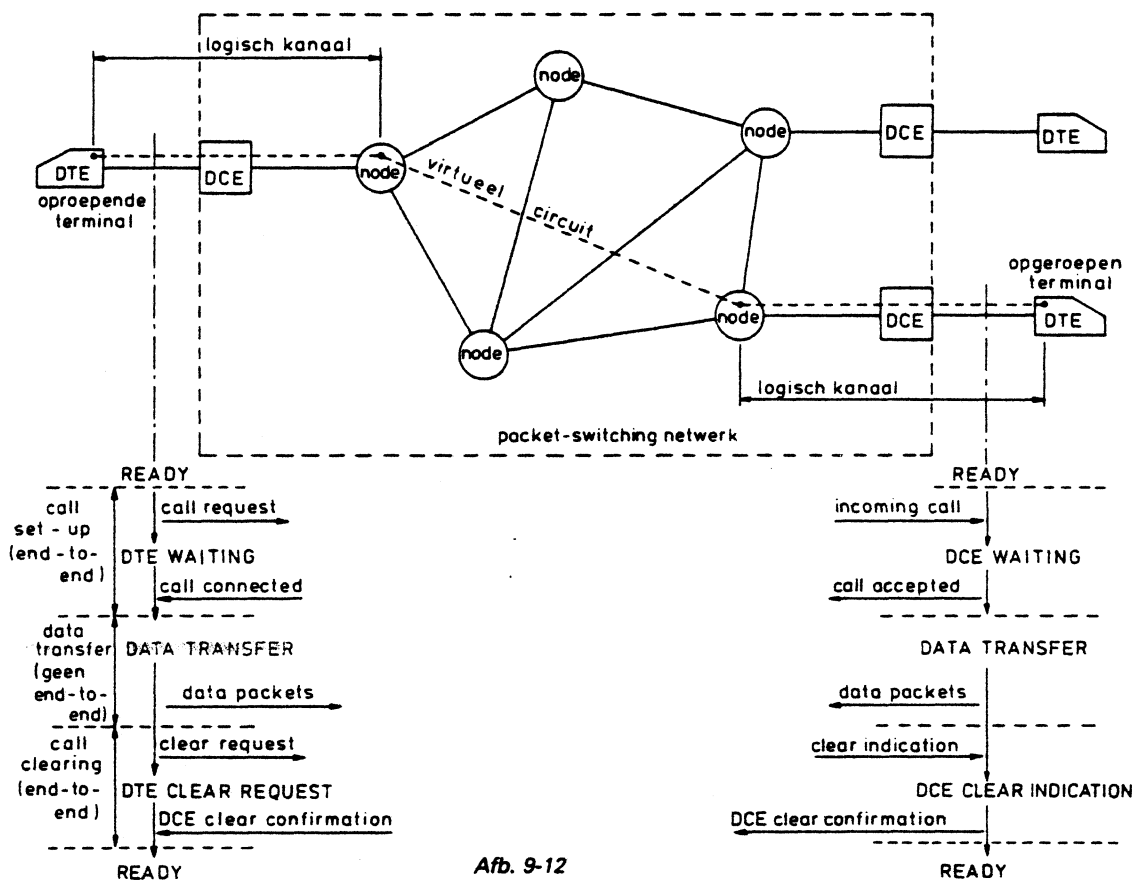 logisch kanaal
node
node
DCE
DTE
DTE
DCE
node
oproepende
terminal
virtueel
circuit
opgeroepen
terminal
node
DCE
DTE
node
logisch kanaal
packet-switching netwerk
READY
READY
call
set-up
(end-to-
end)
call request
incoming call
DTE WAITING
DCE WAITING
call connected
call accepted
data
transfer
(geen
end-to-
end)
DATA TRANSFER
DATA TRANSFER
data packets
data packets
call
clearing
(end-to-
end)
clear request
clear indication
DTE CLEAR REQUEST
DCE CLEAR INDICATION
DCE clear confirmation
DCE clear confirmation
READY
READY
Afb. 9-12